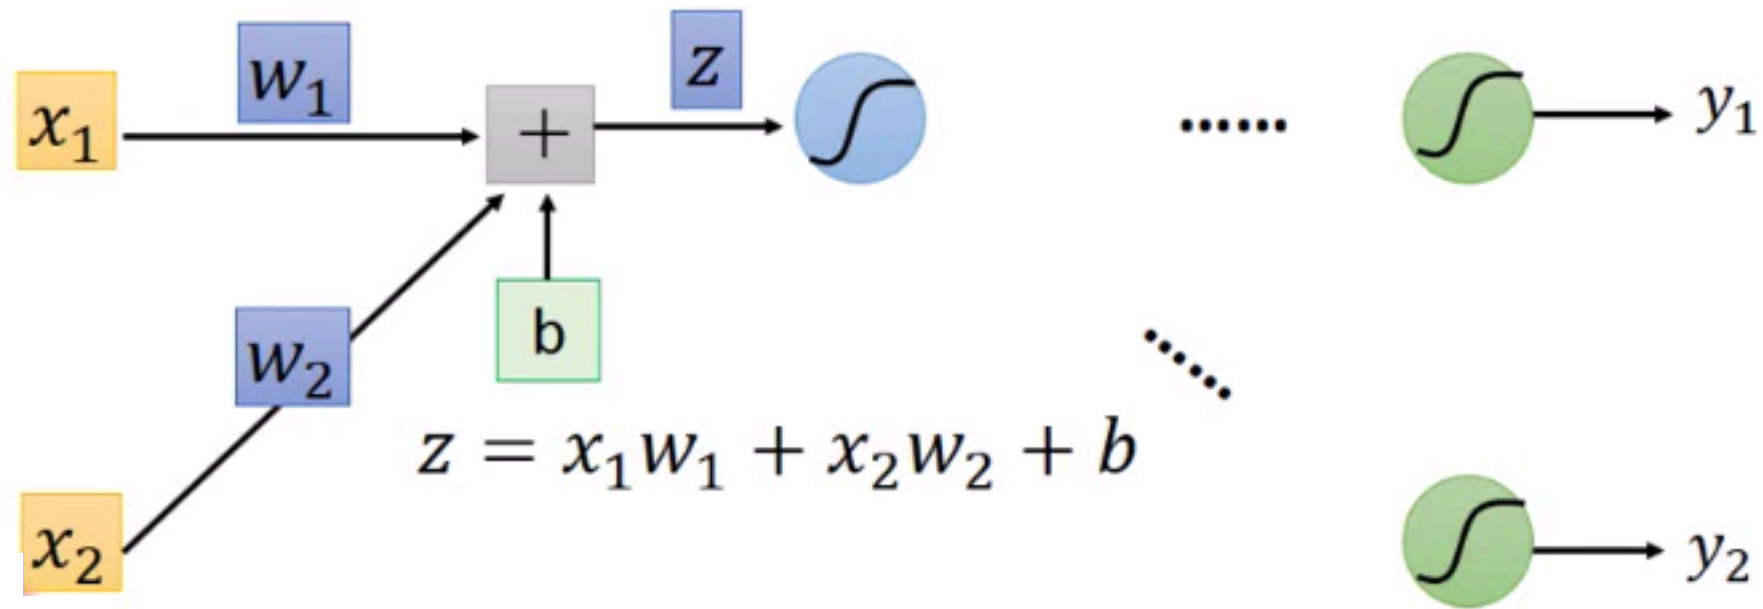 x₁ w₁ + z ...... y₁
w₂ b
z = x₁w₁ + x₂w₂ + b
x₂ y₂